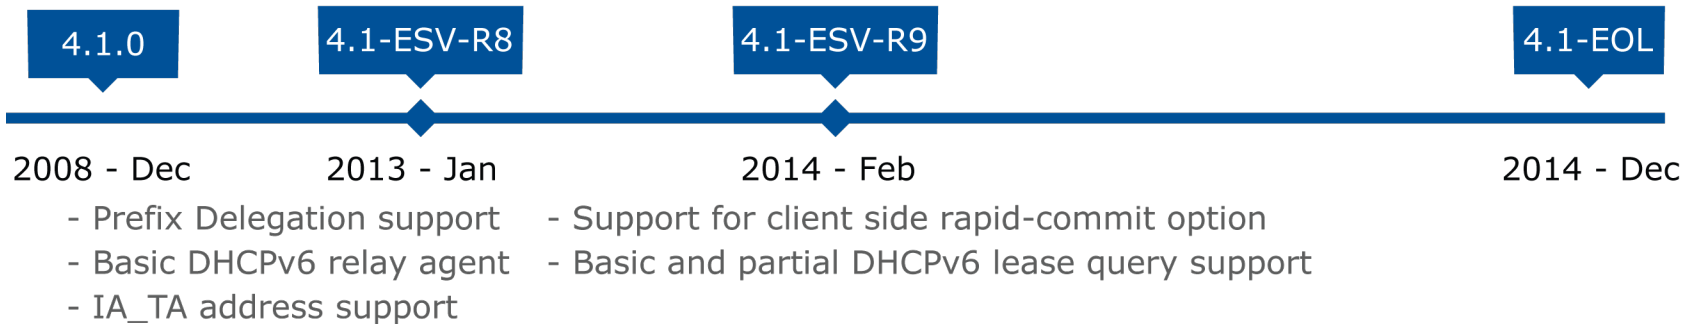 4.1.0
4.1-ESV-R8
4.1-ESV-R9
4.1-EOL
2008 - Dec
2013 - Jan
2014 - Feb
2014 - Dec
- Prefix Delegation support
- Basic DHCPv6 relay agent
- IA_TA address support
- Support for client side rapid-commit option
- Basic and partial DHCPv6 lease query support